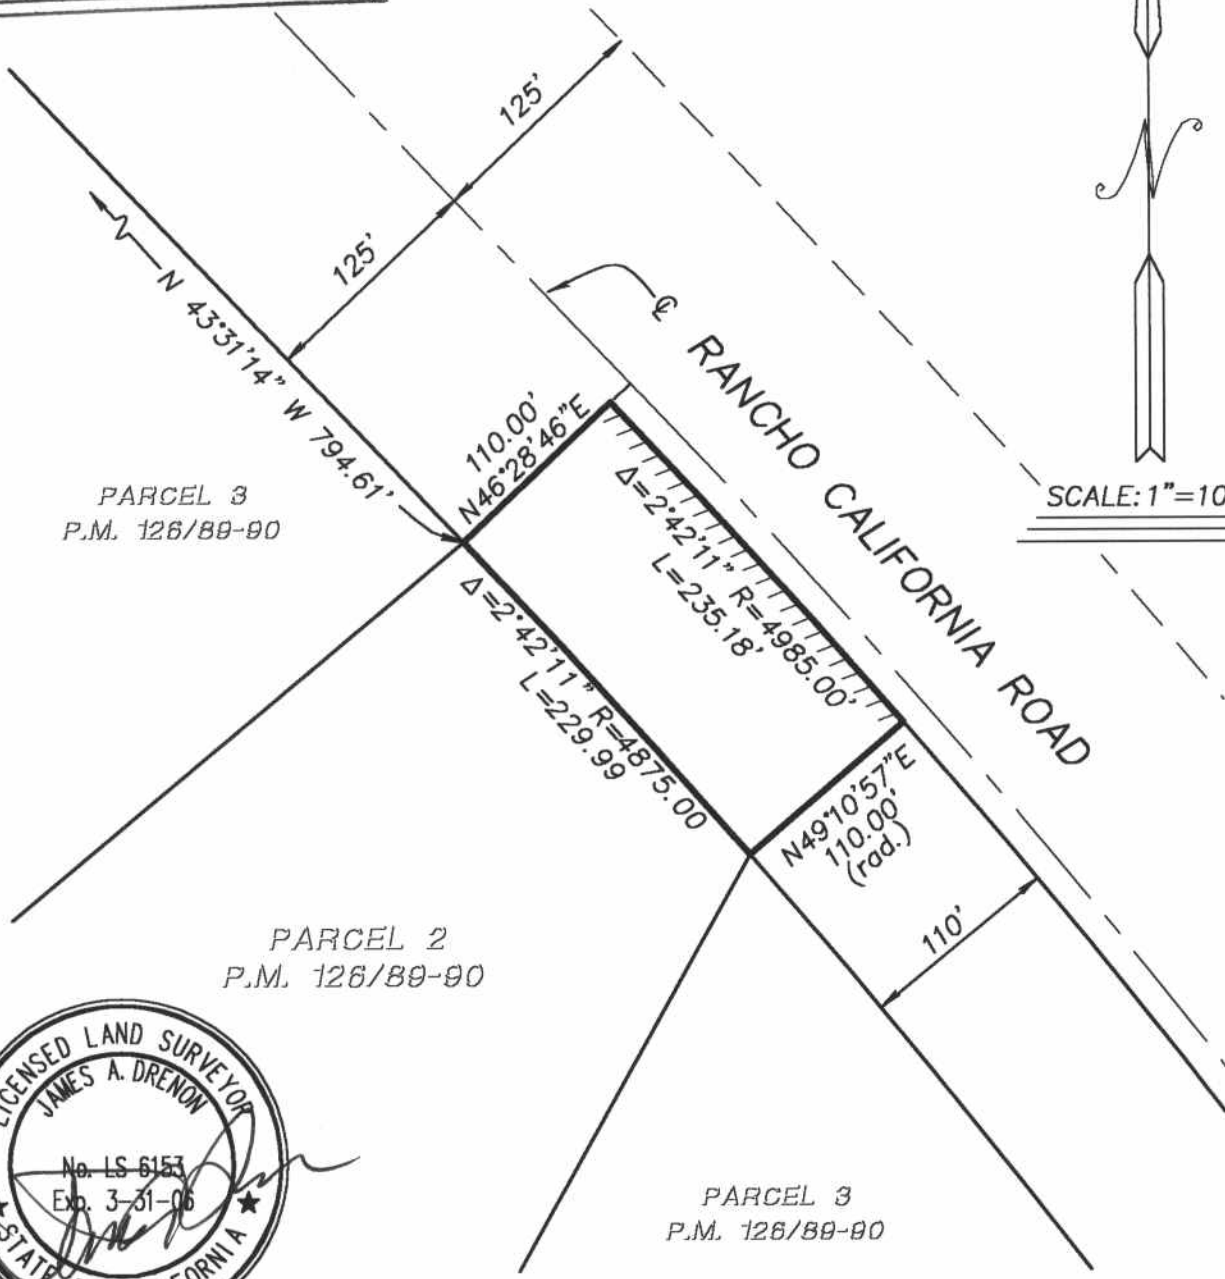 125'
125'
N 43°31'14" W 794.61'
℄ RANCHO CALIFORNIA ROAD
110.00'
N46°28'46"E
PARCEL 3
P.M. 126/89-90
SCALE: 1"=10
Δ=2°42'11" R=4985.00'
L=235.18'
Δ=2°42'11" R=4875.00
L=229.99
N49°10'57"E
110.00'
(rad.)
110'
PARCEL 2
P.M. 126/89-90
LICENSED LAND SURVEYOR
JAMES A. DRENON
No. LS 6153
Exp. 3-31-06
PARCEL 3
P.M. 126/89-90